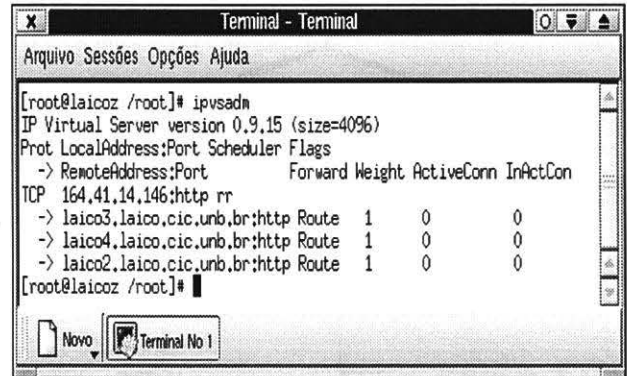 X Terminal - Terminal
Arquivo Sessões Opções Ajuda
[root@laicoz /root]# ipvsadm
IP Virtual Server version 0.9.15 (size=4096)
Prot LocalAddress:Port Scheduler Flags
-> RemoteAddress:Port Forward Weight ActiveConn InActCon
TCP 164.41.14.146:http rr
-> laico3.laico.cic.unb.br:http Route 1 0 0
-> laico4.laico.cic.unb.br:http Route 1 0 0
-> laico2.laico.cic.unb.br:http Route 1 0 0
[root@laicoz /root]#
Novo Terminal No 1